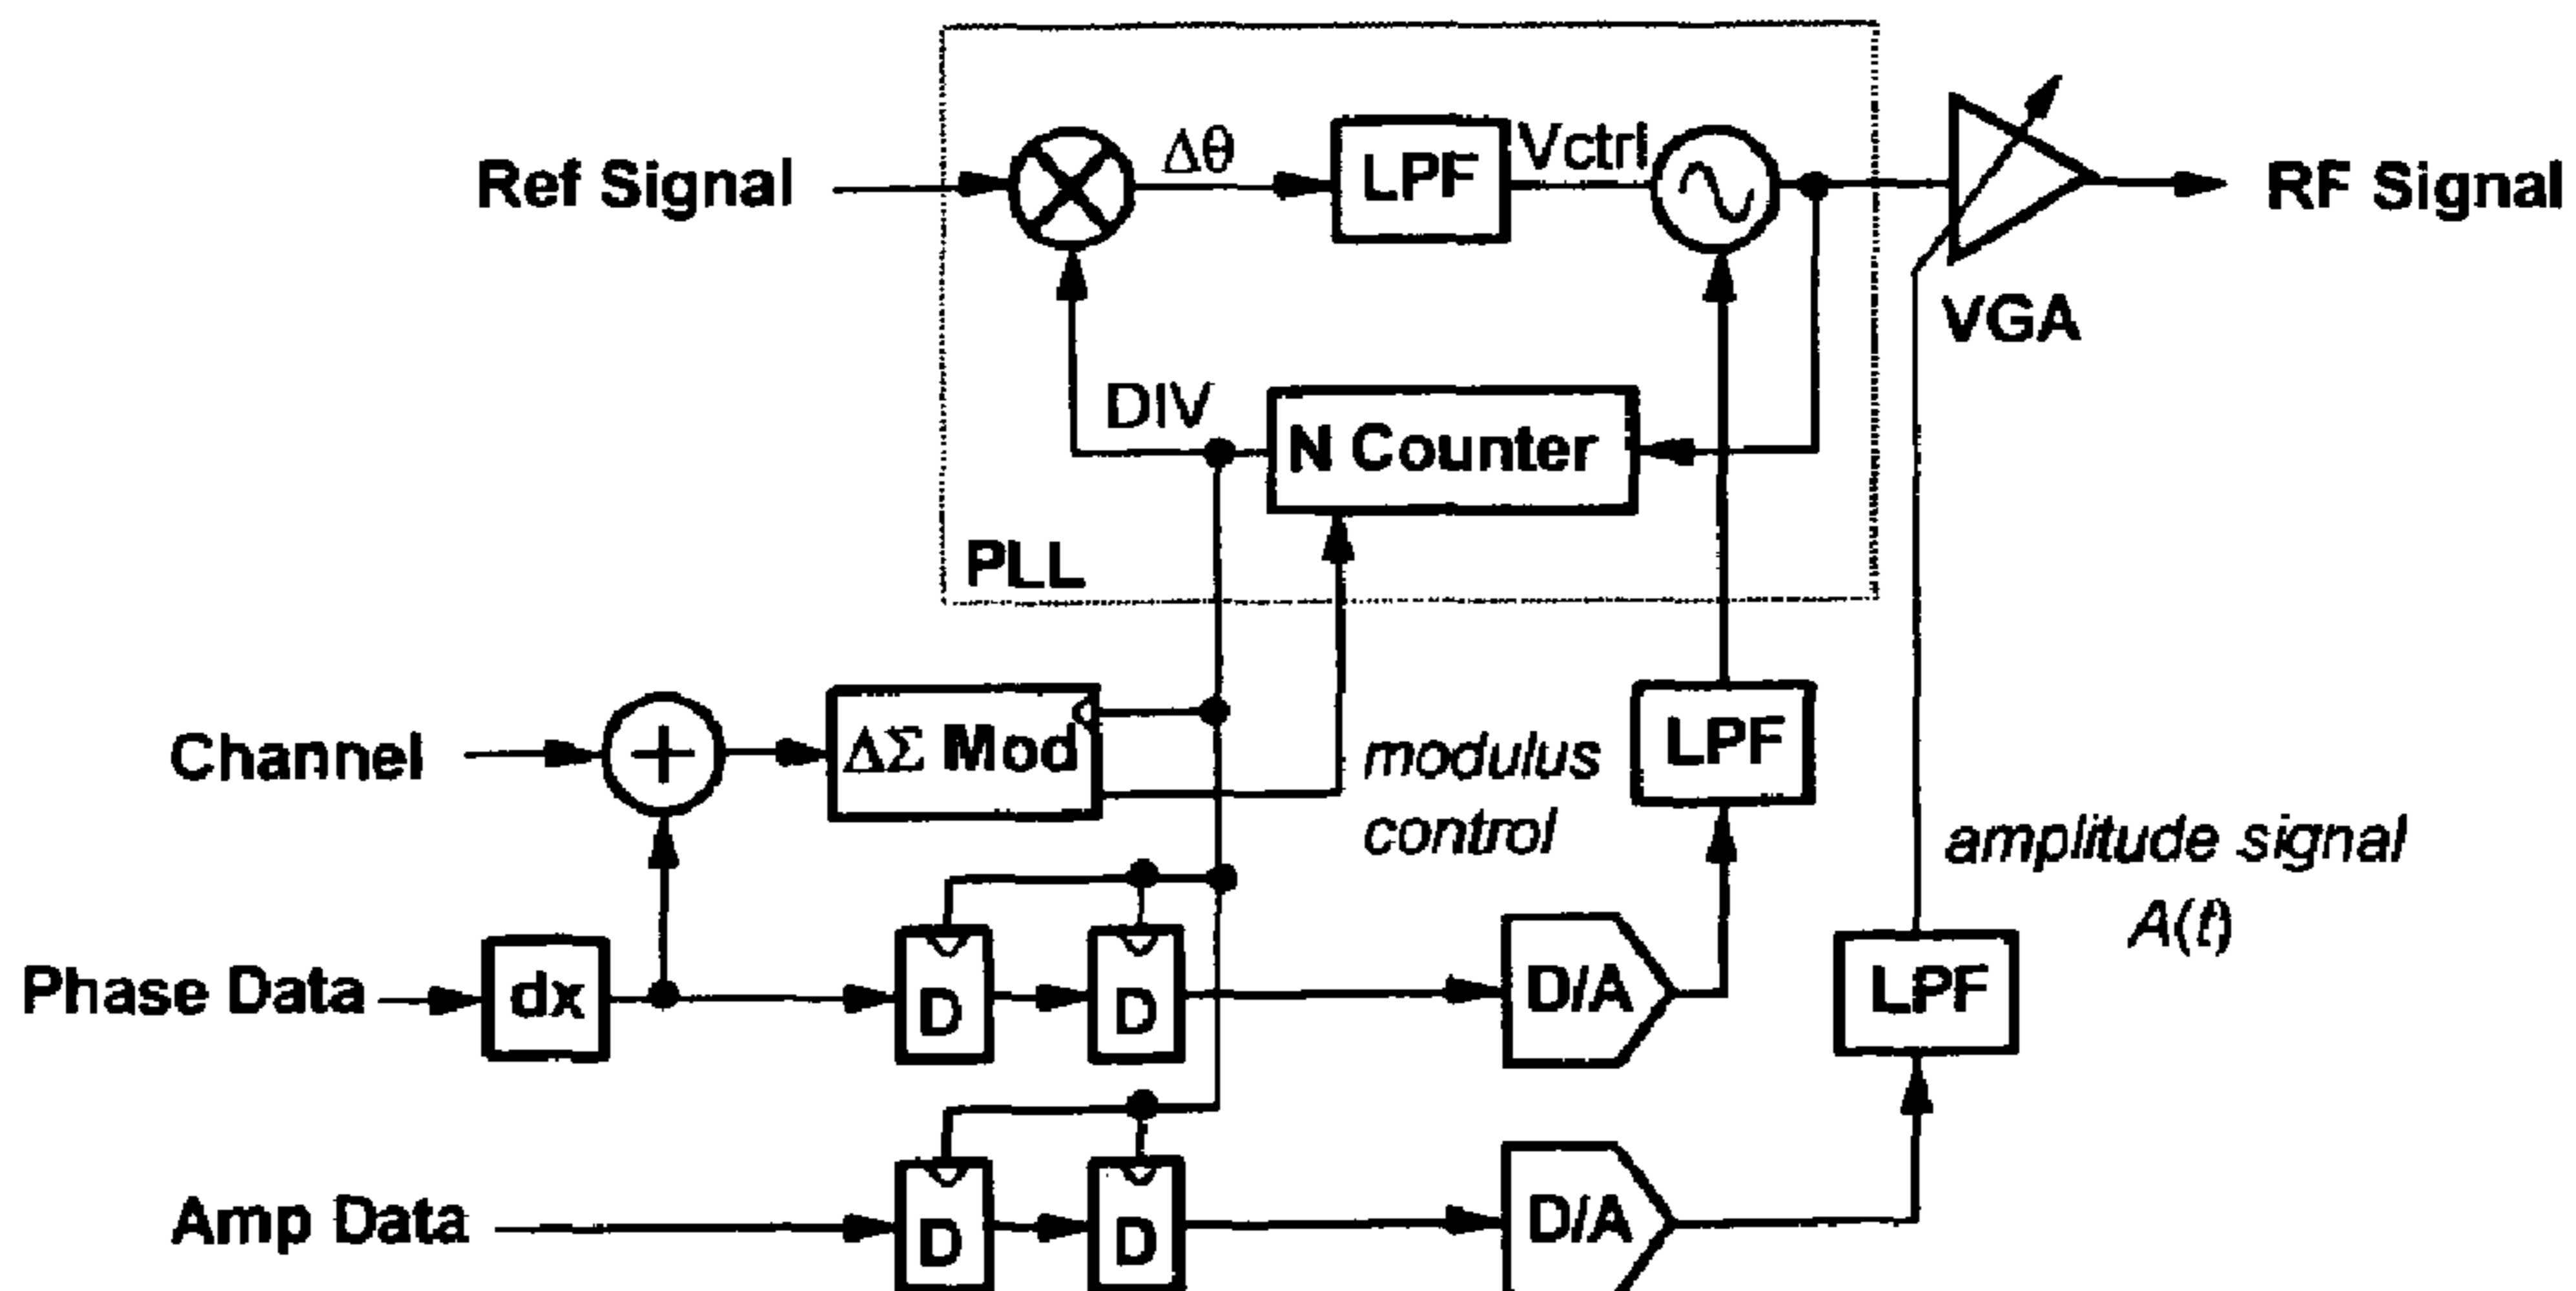 Ref Signal
Δθ
LPF
Vctrl
RF Signal
VGA
DIV
N Counter
PLL
Channel
+
ΔΣ Mod
modulus
control
LPF
amplitude signal
A(t)
Phase Data
dx
D
D
D/A
LPF
Amp Data
D
D
D/A